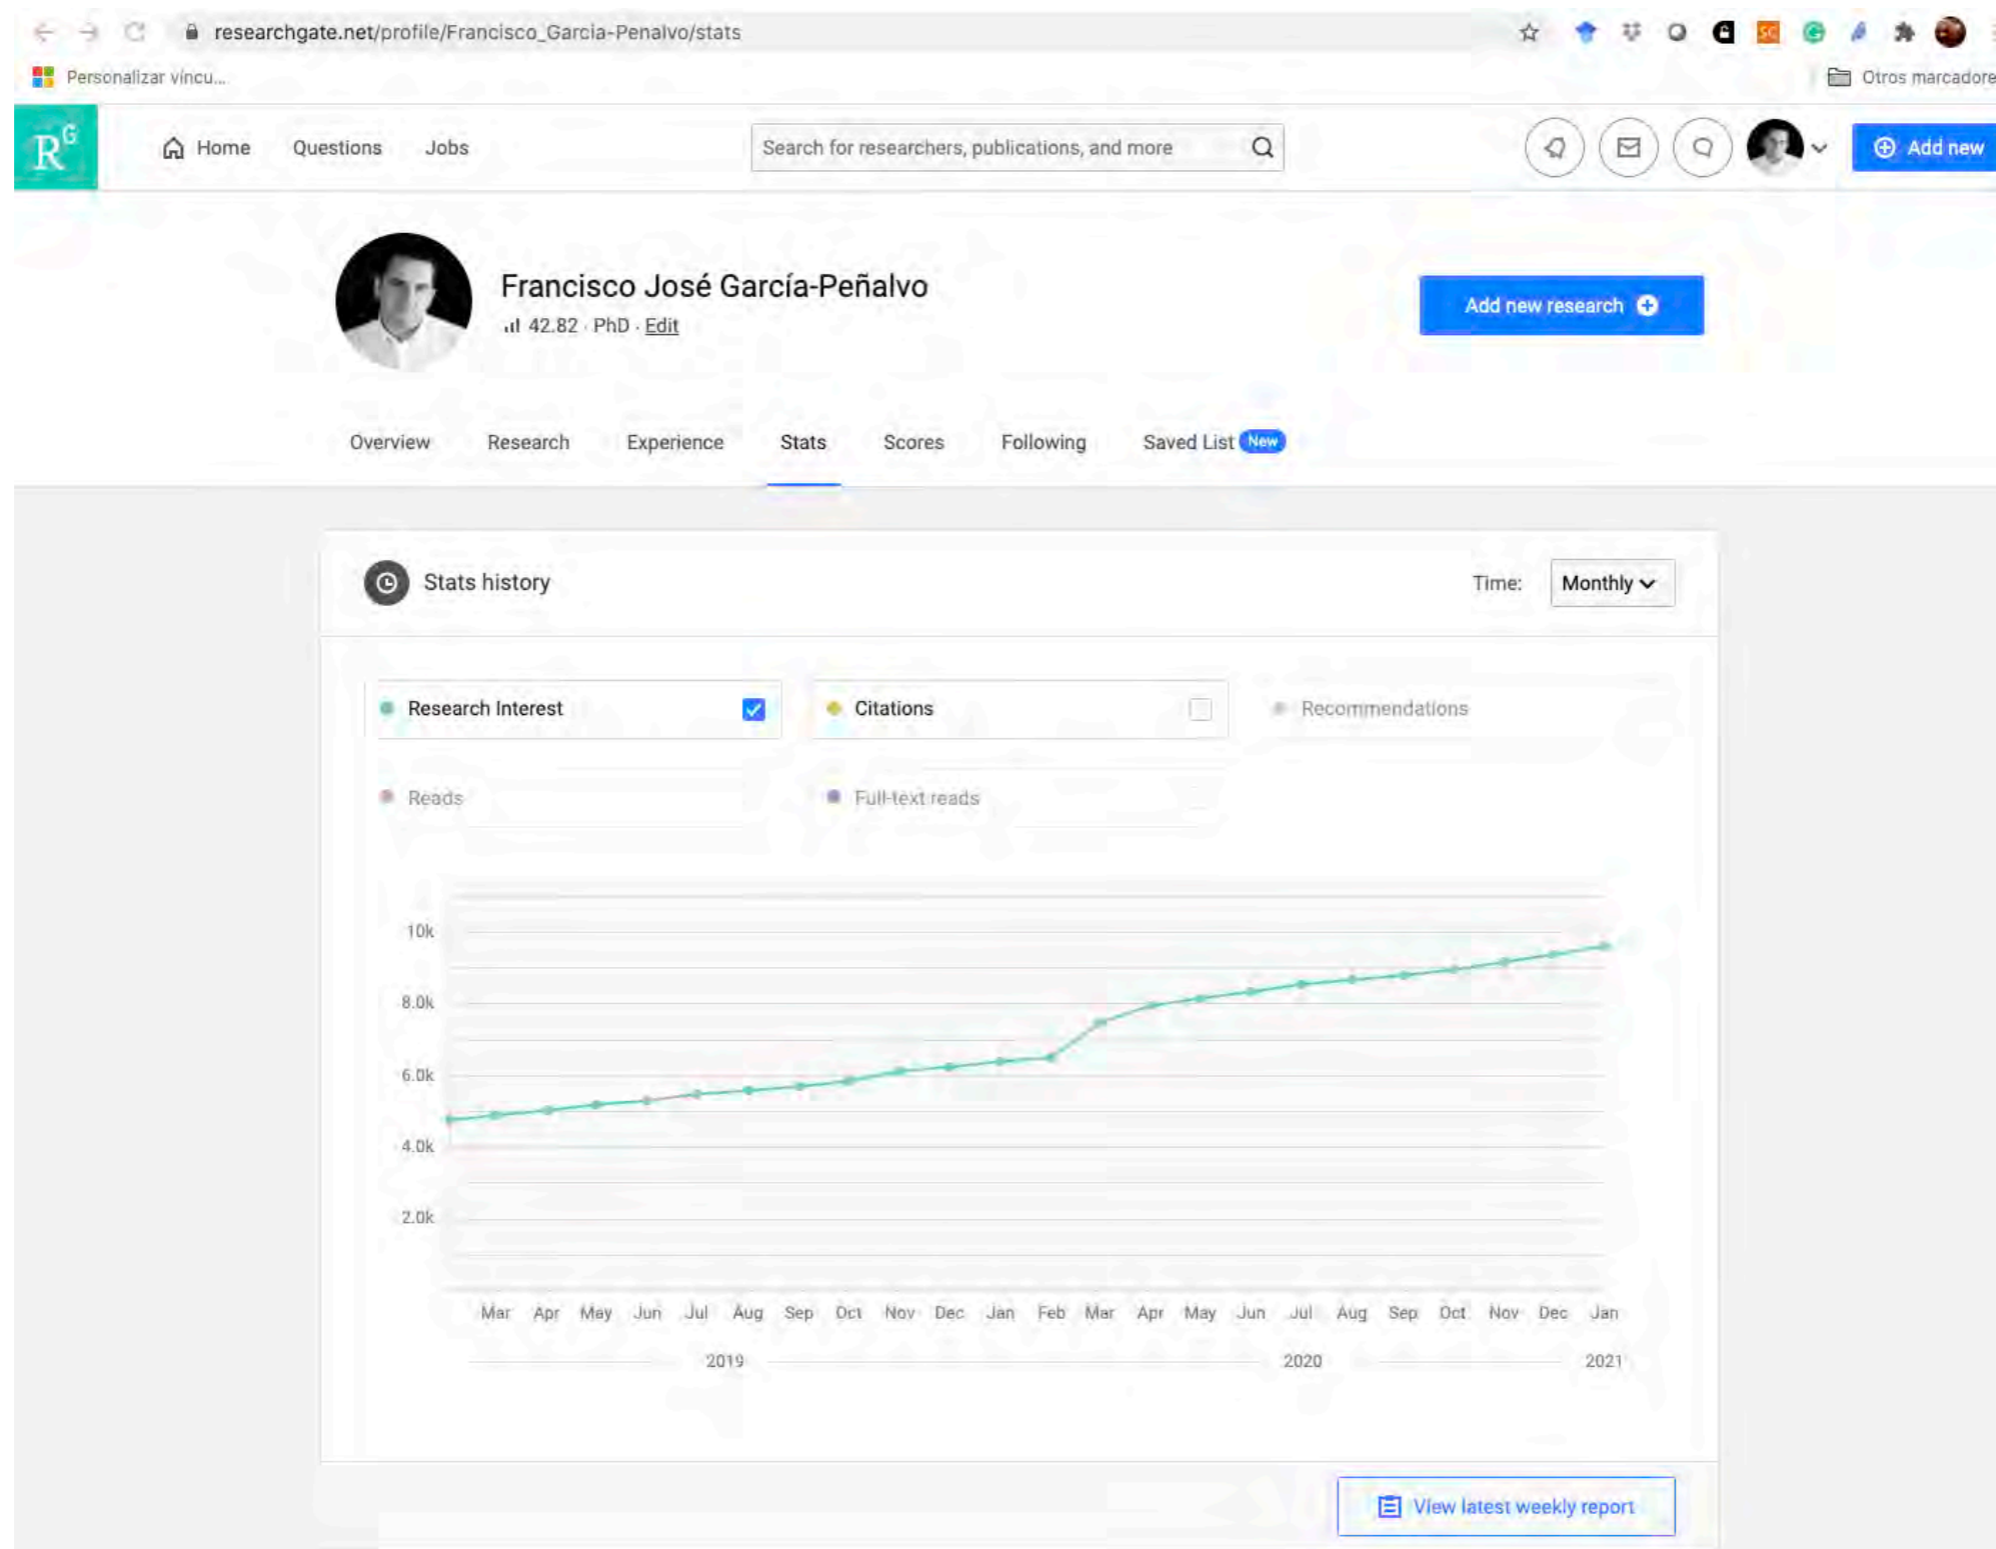 researchgate.net/profile/Francisco_Garcia-Penalvo/stats
Personalizar víncu...
Otros marcadore
RG
Home Questions Jobs
Search for researchers, publications, and more
Add new
Francisco José García-Peñalvo
42.82 · PhD · Edit
Add new research
Overview Research Experience Stats Scores Following Saved List New
Stats history
Time: Monthly
Research Interest Citations Recommendations
Reads Full-text reads
10k
8.0k
6.0k
4.0k
2.0k
Mar Apr May Jun Jul Aug Sep Oct Nov Dec Jan Feb Mar Apr May Jun Jul Aug Sep Oct Nov Dec Jan
2019 2020 2021
View latest weekly report